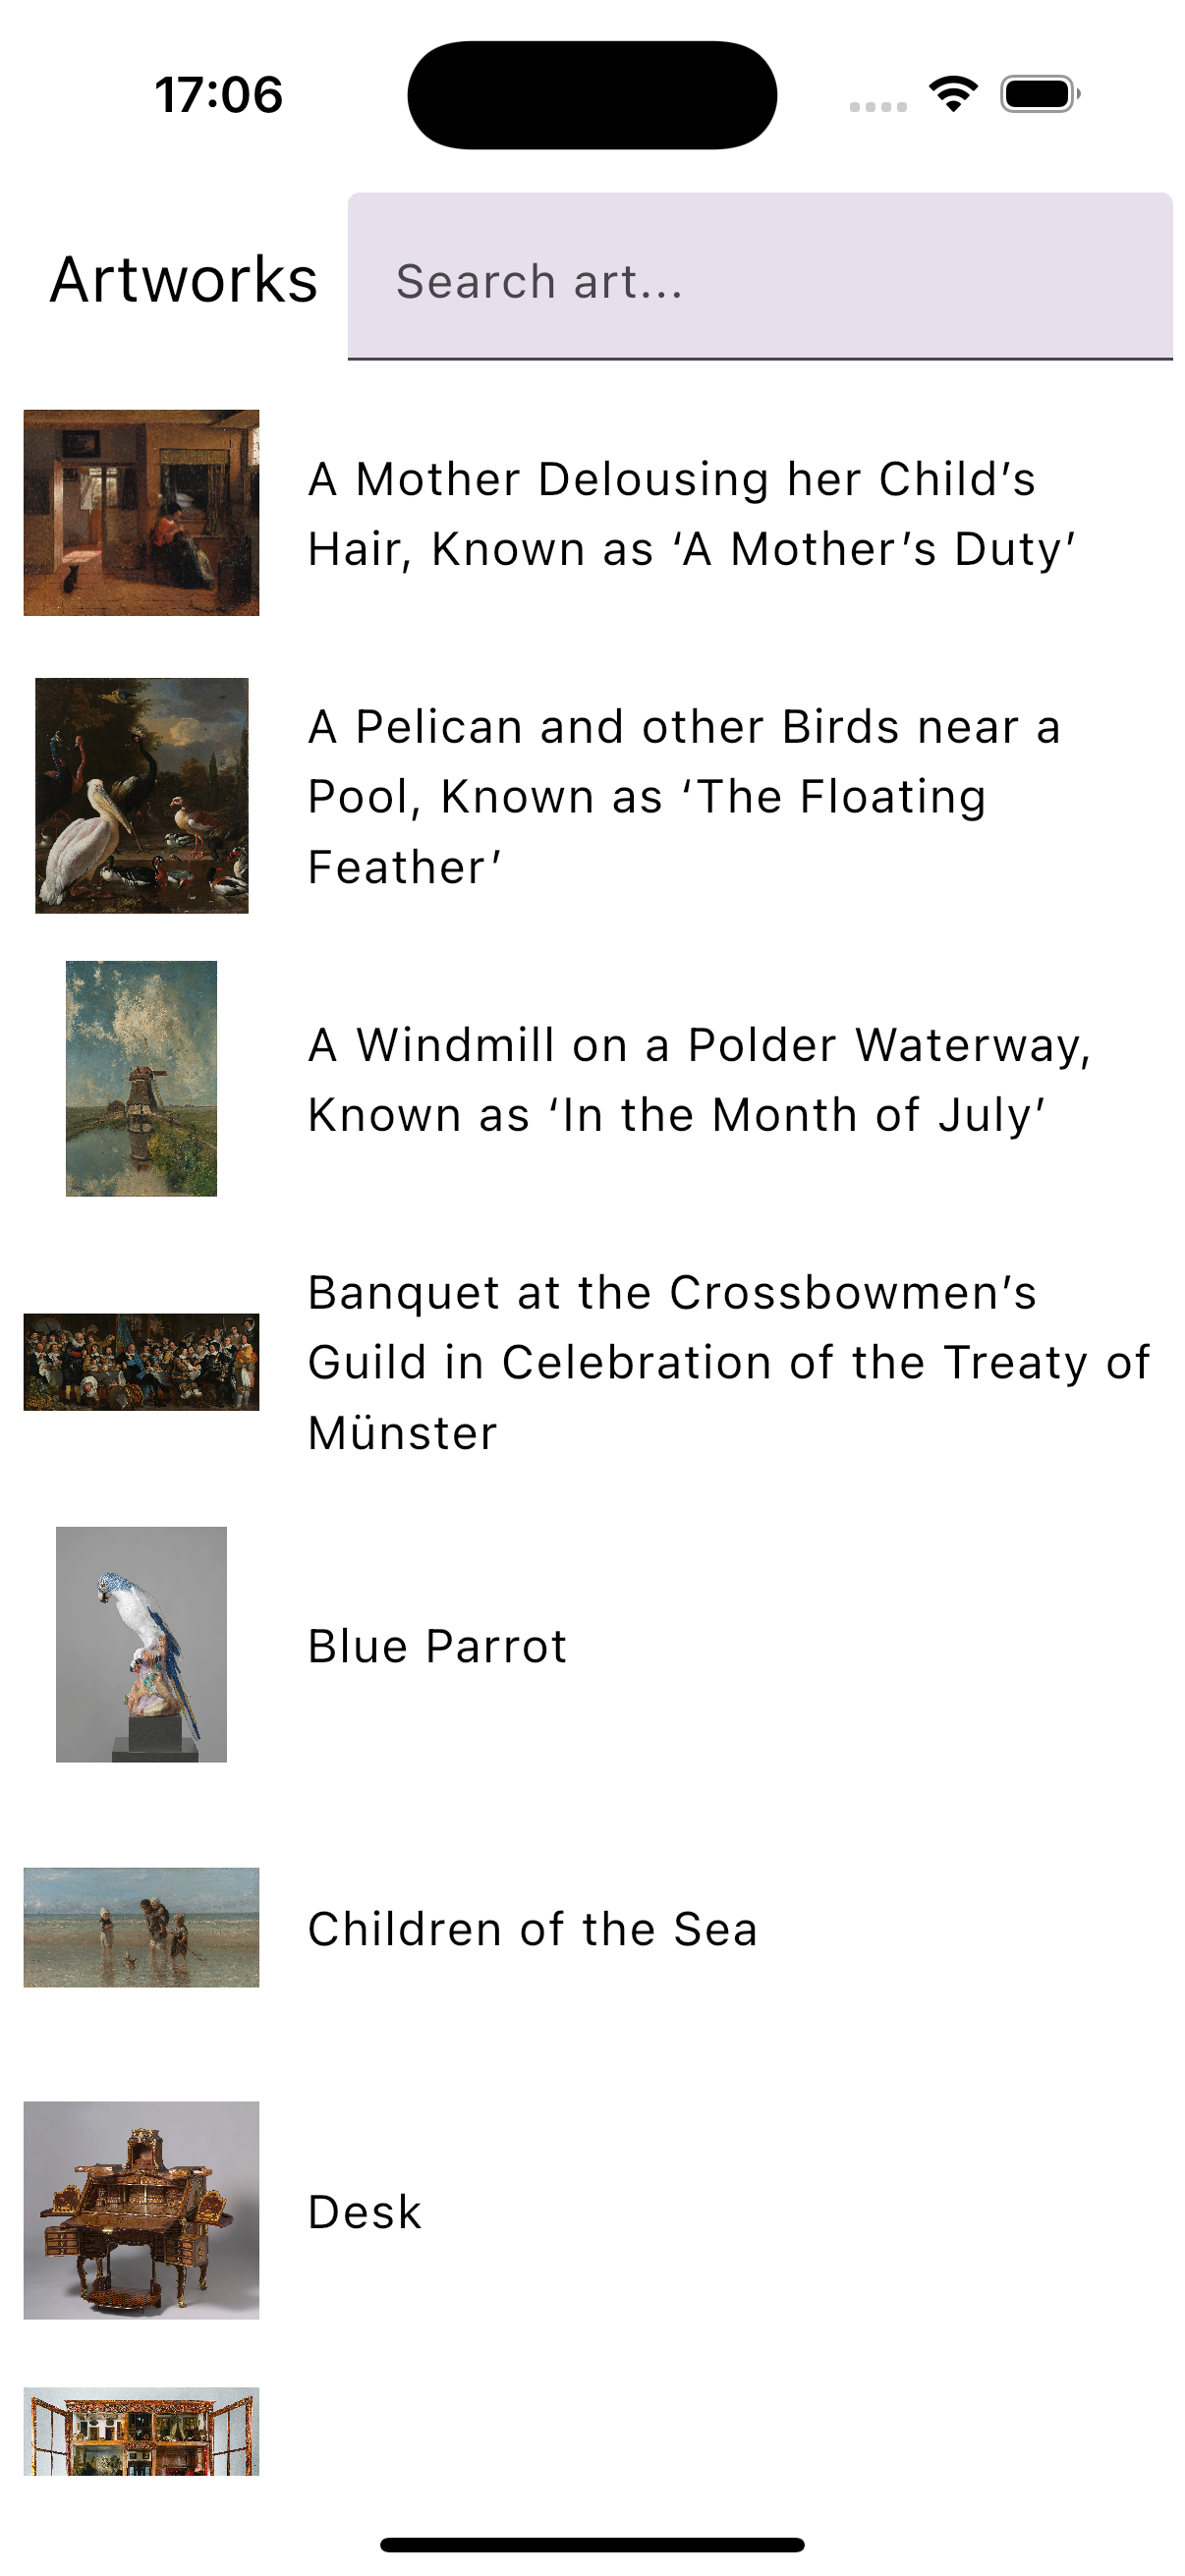 17:06
Artworks
Search art...
A Mother Delousing her Child’s
Hair, Known as ‘A Mother’s Duty’
A Pelican and other Birds near a
Pool, Known as ‘The Floating
Feather’
A Windmill on a Polder Waterway,
Known as ‘In the Month of July’
Banquet at the Crossbowmen’s
Guild in Celebration of the Treaty of
Münster
Blue Parrot
Children of the Sea
Desk